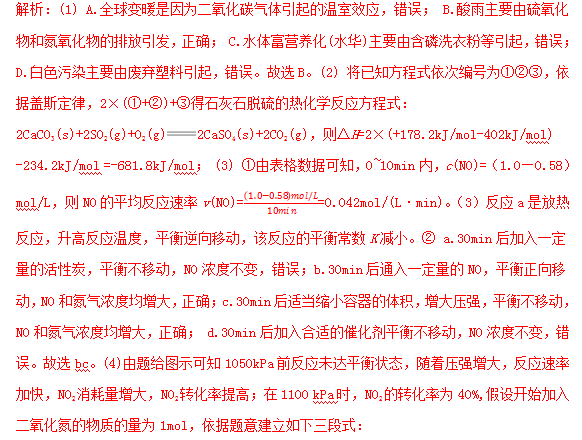 解析：(1) A.全球变暖是因为二氧化碳气体引起的温室效应，错误； B.酸雨主要由硫氧化
物和氮氧化物的排放引发，正确； C.水体富营养化(水华)主要由含磷洗衣粉等引起，错误；
D.白色污染主要由废弃塑料引起，错误。故选B。(2) 将已知方程式依次编号为①②③，依
据盖斯定律，2×(①+②)+③得石灰石脱硫的热化学反应方程式：
2CaCO₃(s)+2SO₂(g)+O₂(g)═══2CaSO₄(s)+2CO₂(g)，则△H=2×(+178.2kJ/mol-402kJ/mol)
-234.2kJ/mol=-681.8kJ/mol； (3) ①由表格数据可知，0~10min内，c(NO)=（1.0—0.58）
mol/L，则NO的平均反应速率 v(NO)=(1.0−0.58)mol/L/10min=0.042mol/(L·min)。(3）反应a是放热
反应，升高反应温度，平衡逆向移动，该反应的平衡常数K减小。② a.30min后加入一定
量的活性炭，平衡不移动，NO浓度不变，错误；b.30min后通入一定量的NO，平衡正向移
动，NO和氮气浓度均增大，正确；c.30min后适当缩小容器的体积，增大压强，平衡不移动，
NO和氮气浓度均增大，正确； d.30min后加入合适的催化剂平衡不移动，NO浓度不变，错
误。故选bc。(4)由题给图示可知1050kPa前反应未达平衡状态，随着压强增大，反应速率
加快，NO₂消耗量增大，NO₂转化率提高；在1100 kPa时，NO₂的转化率为40%,假设开始加入
二氧化氮的物质的量为1mol，依据题意建立如下三段式：